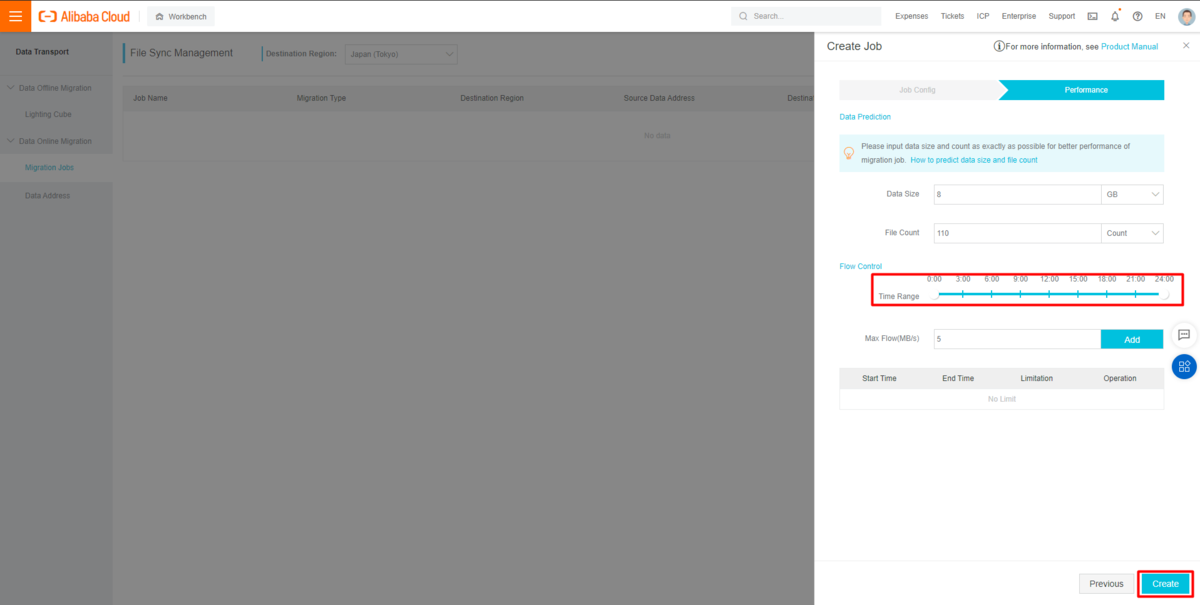 Alibaba Cloud
Workbench
Search...
Expenses Tickets ICP Enterprise Support EN
Data Transport
Data Offline Migration
Lighting Cube
Data Online Migration
Migration Jobs
Data Address
File Sync Management
Destination Region: Japan (Tokyo)
Job Name Migration Type Destination Region Source Data Address Destina
No data
Create Job
For more information, see Product Manual
Job Config Performance
Data Prediction
Please input data size and count as exactly as possible for better performance of
migration job. How to predict data size and file count
Data Size 8 GB
File Count 110 Count
Flow Control
0:00 3:00 6:00 9:00 12:00 15:00 18:00 21:00 24:00
Time Range
Max Flow(MB/s) 5 Add
Start Time End Time Limitation Operation
No Limit
Previous Create